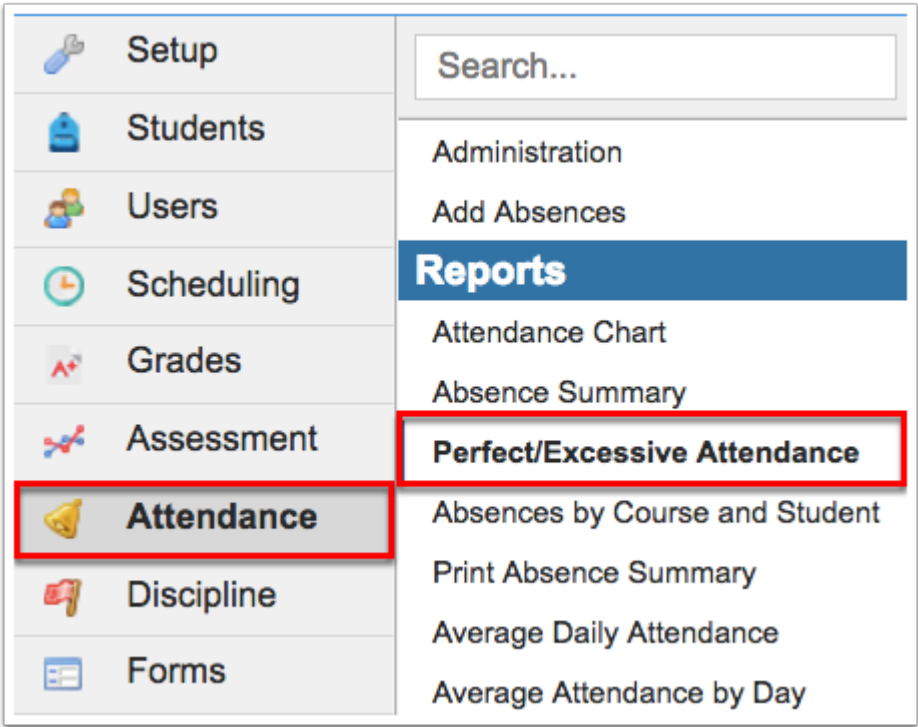 Setup
Students
Users
Scheduling
A+
Grades
Assessment
Attendance
Discipline
Forms
Search...
Administration
Add Absences
Reports
Attendance Chart
Absence Summary
Perfect/Excessive Attendance
Absences by Course and Student
Print Absence Summary
Average Daily Attendance
Average Attendance by Day